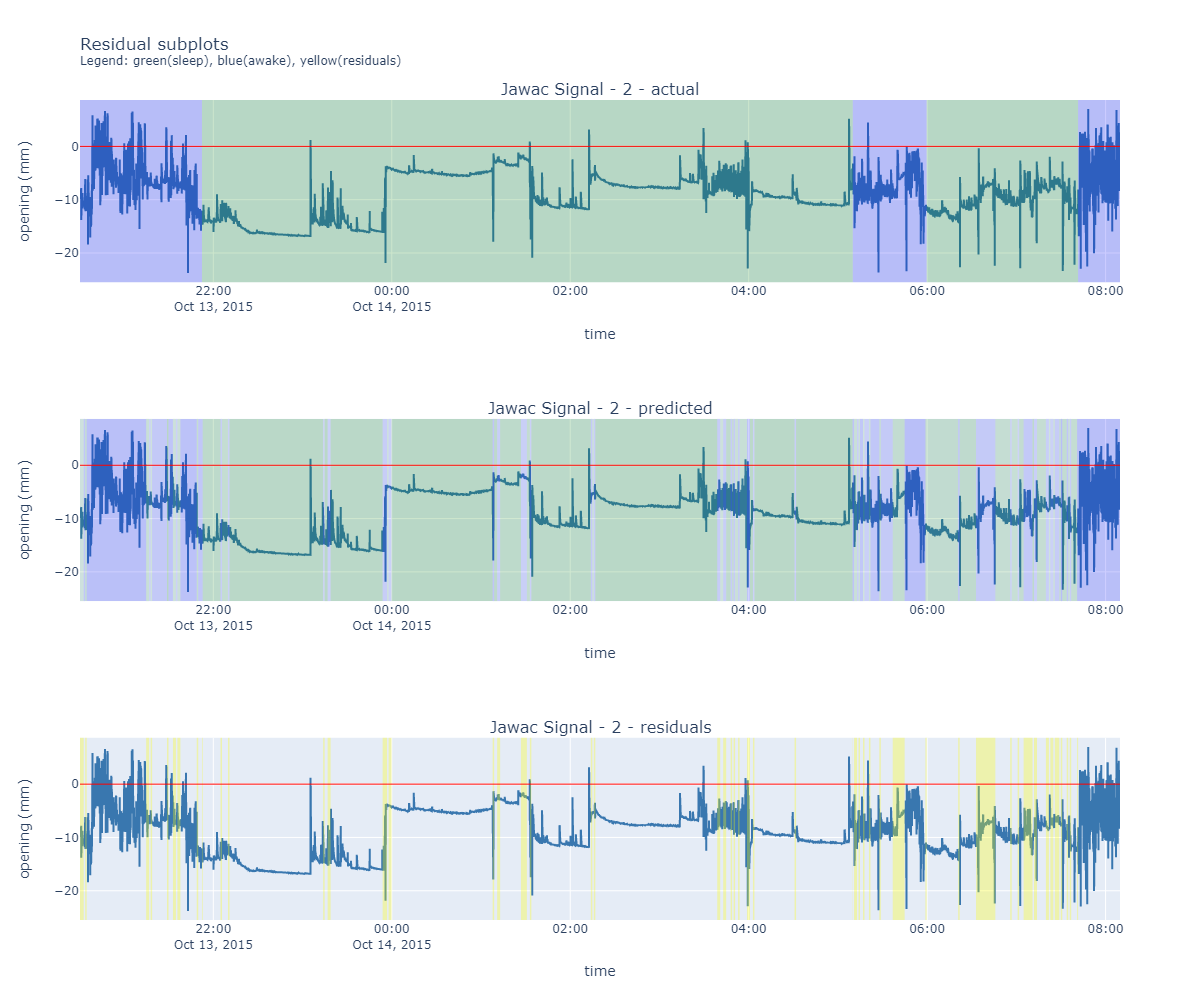 Residual subplots
Legend: green(sleep), blue(awake), yellow(residuals)
Jawac Signal - 2 - actual
opening (mm)
0
−10
−20
22:00 00:00 02:00 04:00 06:00 08:00
Oct 13, 2015 Oct 14, 2015
time
Jawac Signal - 2 - predicted
opening (mm)
0
−10
−20
22:00 00:00 02:00 04:00 06:00 08:00
Oct 13, 2015 Oct 14, 2015
time
Jawac Signal - 2 - residuals
opening (mm)
0
−10
−20
22:00 00:00 02:00 04:00 06:00 08:00
Oct 13, 2015 Oct 14, 2015
time